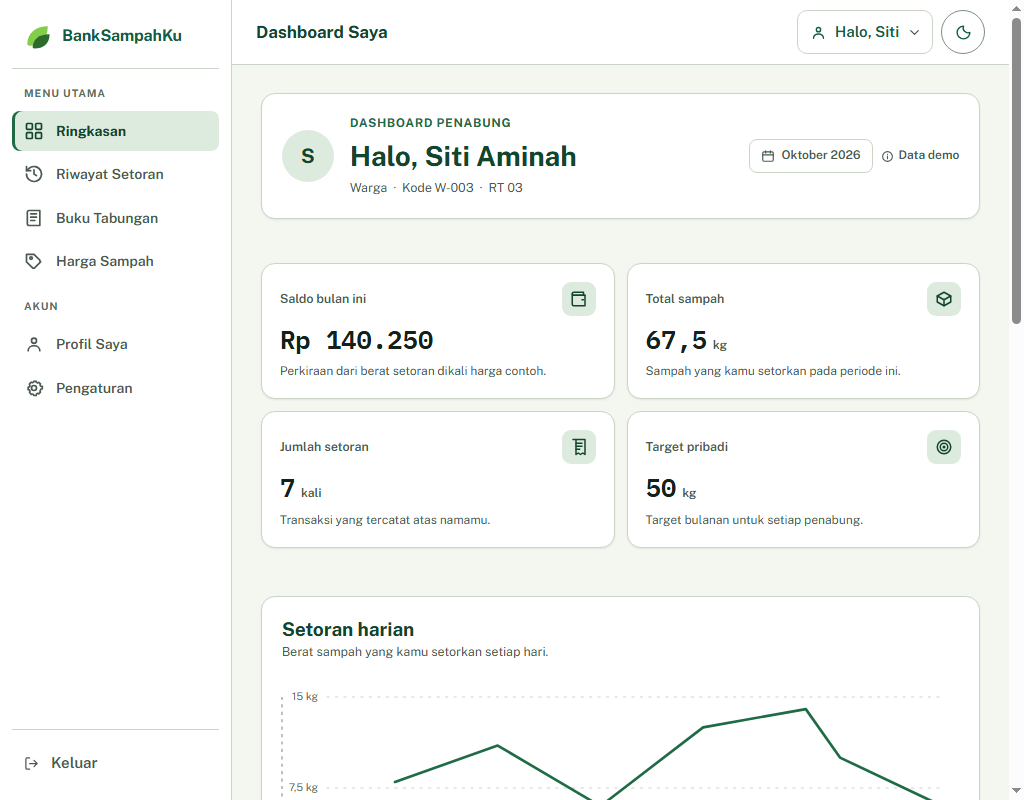 BankSampahKu
MENU UTAMA
Ringkasan
Riwayat Setoran
Buku Tabungan
Harga Sampah
AKUN
Profil Saya
Pengaturan
Keluar
Dashboard Saya
Halo, Siti
S
DASHBOARD PENABUNG
Halo, Siti Aminah
Warga · Kode W-003 · RT 03
Oktober 2026
Data demo
Saldo bulan ini
Rp 140.250
Perkiraan dari berat setoran dikali harga contoh.
Total sampah
67,5 kg
Sampah yang kamu setorkan pada periode ini.
Jumlah setoran
7 kali
Transaksi yang tercatat atas namamu.
Target pribadi
50 kg
Target bulanan untuk setiap penabung.
Setoran harian
Berat sampah yang kamu setorkan setiap hari.
15 kg
7,5 kg